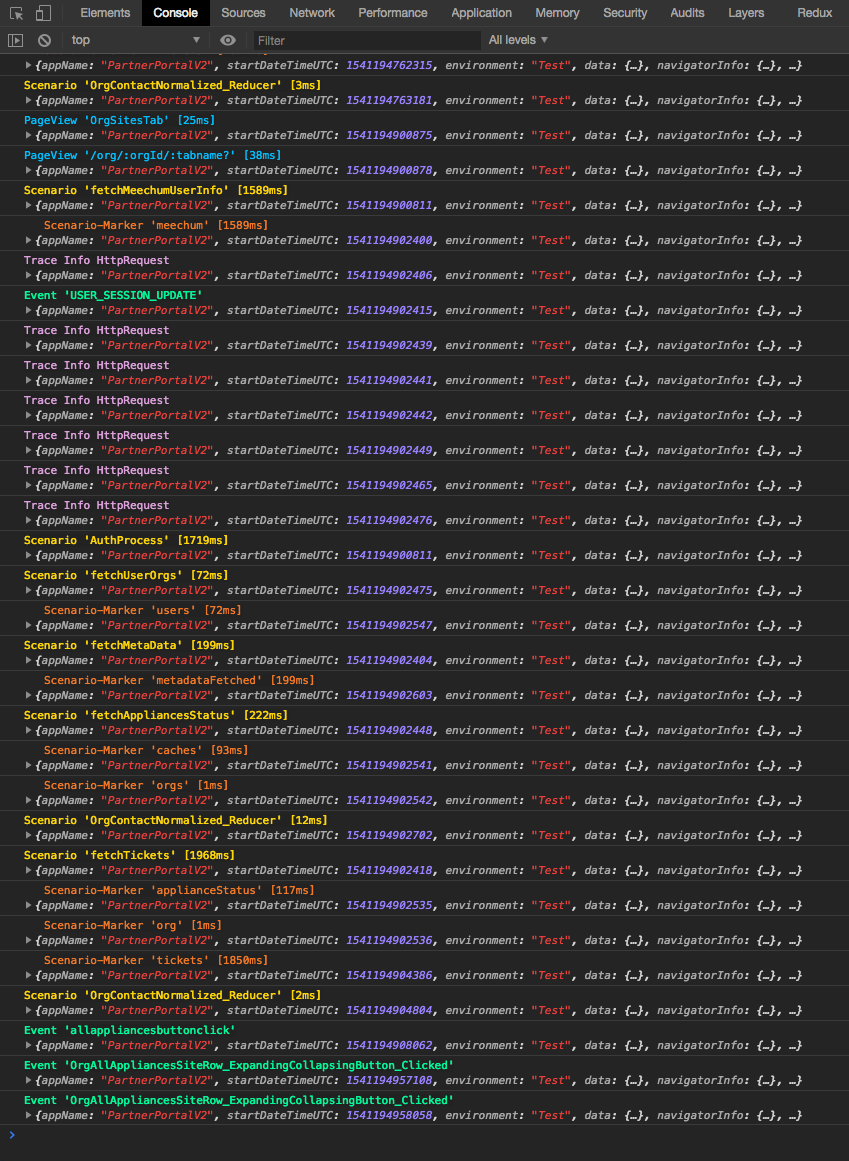 Elements Console Sources Network Performance Application Memory Security Audits Layers Redux
top Filter All levels
{appName: "PartnerPortalV2", startDateTimeUTC: 1541194762315, environment: "Test", data: {…}, navigatorInfo: {…}, …}
Scenario 'OrgContactNormalized_Reducer' [3ms]
{appName: "PartnerPortalV2", startDateTimeUTC: 1541194763181, environment: "Test", data: {…}, navigatorInfo: {…}, …}
PageView 'OrgSitesTab' [25ms]
{appName: "PartnerPortalV2", startDateTimeUTC: 1541194900875, environment: "Test", data: {…}, navigatorInfo: {…}, …}
PageView '/org/:orgId/:tabname?' [38ms]
{appName: "PartnerPortalV2", startDateTimeUTC: 1541194900878, environment: "Test", data: {…}, navigatorInfo: {…}, …}
Scenario 'fetchMeechumUserInfo' [1589ms]
{appName: "PartnerPortalV2", startDateTimeUTC: 1541194900811, environment: "Test", data: {…}, navigatorInfo: {…}, …}
Scenario-Marker 'meechum' [1589ms]
{appName: "PartnerPortalV2", startDateTimeUTC: 1541194902400, environment: "Test", data: {…}, navigatorInfo: {…}, …}
Trace Info HttpRequest
{appName: "PartnerPortalV2", startDateTimeUTC: 1541194902406, environment: "Test", data: {…}, navigatorInfo: {…}, …}
Event 'USER_SESSION_UPDATE'
{appName: "PartnerPortalV2", startDateTimeUTC: 1541194902415, environment: "Test", data: {…}, navigatorInfo: {…}, …}
Trace Info HttpRequest
{appName: "PartnerPortalV2", startDateTimeUTC: 1541194902439, environment: "Test", data: {…}, navigatorInfo: {…}, …}
Trace Info HttpRequest
{appName: "PartnerPortalV2", startDateTimeUTC: 1541194902441, environment: "Test", data: {…}, navigatorInfo: {…}, …}
Trace Info HttpRequest
{appName: "PartnerPortalV2", startDateTimeUTC: 1541194902442, environment: "Test", data: {…}, navigatorInfo: {…}, …}
Trace Info HttpRequest
{appName: "PartnerPortalV2", startDateTimeUTC: 1541194902449, environment: "Test", data: {…}, navigatorInfo: {…}, …}
Trace Info HttpRequest
{appName: "PartnerPortalV2", startDateTimeUTC: 1541194902465, environment: "Test", data: {…}, navigatorInfo: {…}, …}
Trace Info HttpRequest
{appName: "PartnerPortalV2", startDateTimeUTC: 1541194902476, environment: "Test", data: {…}, navigatorInfo: {…}, …}
Scenario 'AuthProcess' [1719ms]
{appName: "PartnerPortalV2", startDateTimeUTC: 1541194900811, environment: "Test", data: {…}, navigatorInfo: {…}, …}
Scenario 'fetchUserOrgs' [72ms]
{appName: "PartnerPortalV2", startDateTimeUTC: 1541194902475, environment: "Test", data: {…}, navigatorInfo: {…}, …}
Scenario-Marker 'users' [72ms]
{appName: "PartnerPortalV2", startDateTimeUTC: 1541194902547, environment: "Test", data: {…}, navigatorInfo: {…}, …}
Scenario 'fetchMetaData' [199ms]
{appName: "PartnerPortalV2", startDateTimeUTC: 1541194902404, environment: "Test", data: {…}, navigatorInfo: {…}, …}
Scenario-Marker 'metadataFetched' [199ms]
{appName: "PartnerPortalV2", startDateTimeUTC: 1541194902603, environment: "Test", data: {…}, navigatorInfo: {…}, …}
Scenario 'fetchAppliancesStatus' [222ms]
{appName: "PartnerPortalV2", startDateTimeUTC: 1541194902448, environment: "Test", data: {…}, navigatorInfo: {…}, …}
Scenario-Marker 'caches' [93ms]
{appName: "PartnerPortalV2", startDateTimeUTC: 1541194902541, environment: "Test", data: {…}, navigatorInfo: {…}, …}
Scenario-Marker 'orgs' [1ms]
{appName: "PartnerPortalV2", startDateTimeUTC: 1541194902542, environment: "Test", data: {…}, navigatorInfo: {…}, …}
Scenario 'OrgContactNormalized_Reducer' [12ms]
{appName: "PartnerPortalV2", startDateTimeUTC: 1541194902702, environment: "Test", data: {…}, navigatorInfo: {…}, …}
Scenario 'fetchTickets' [1968ms]
{appName: "PartnerPortalV2", startDateTimeUTC: 1541194902418, environment: "Test", data: {…}, navigatorInfo: {…}, …}
Scenario-Marker 'applianceStatus' [117ms]
{appName: "PartnerPortalV2", startDateTimeUTC: 1541194902535, environment: "Test", data: {…}, navigatorInfo: {…}, …}
Scenario-Marker 'org' [1ms]
{appName: "PartnerPortalV2", startDateTimeUTC: 1541194902536, environment: "Test", data: {…}, navigatorInfo: {…}, …}
Scenario-Marker 'tickets' [1850ms]
{appName: "PartnerPortalV2", startDateTimeUTC: 1541194904386, environment: "Test", data: {…}, navigatorInfo: {…}, …}
Scenario 'OrgContactNormalized_Reducer' [2ms]
{appName: "PartnerPortalV2", startDateTimeUTC: 1541194904804, environment: "Test", data: {…}, navigatorInfo: {…}, …}
Event 'allappliancesbuttonclick'
{appName: "PartnerPortalV2", startDateTimeUTC: 1541194908062, environment: "Test", data: {…}, navigatorInfo: {…}, …}
Event 'OrgAllAppliancesSiteRow_ExpandingCollapsingButton_Clicked'
{appName: "PartnerPortalV2", startDateTimeUTC: 1541194957108, environment: "Test", data: {…}, navigatorInfo: {…}, …}
Event 'OrgAllAppliancesSiteRow_ExpandingCollapsingButton_Clicked'
{appName: "PartnerPortalV2", startDateTimeUTC: 1541194958058, environment: "Test", data: {…}, navigatorInfo: {…}, …}